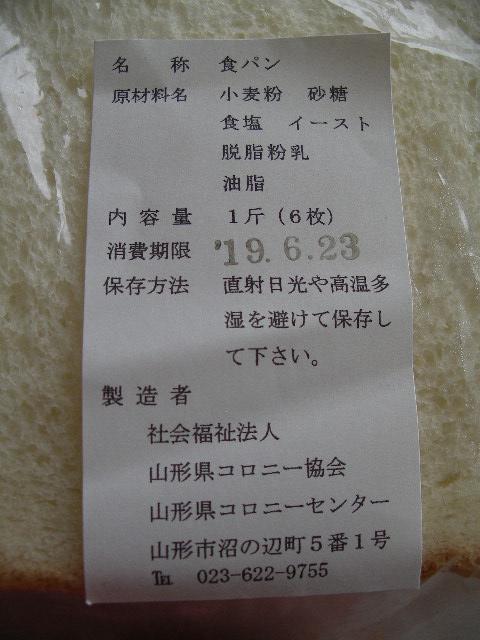 名 称 食パン
原材料名 小麦粉 砂糖
食塩 イースト
脱脂粉乳
油脂
内容量 1斤(6枚)
消費期限 '19.6.23
保存方法 直射日光や高温多
湿を避けて保存し
て下さい。
製造者
社会福祉法人
山形県コロニー協会
山形県コロニーセンター
山形市沼の辺町5番1号
℡ 023-622-9755